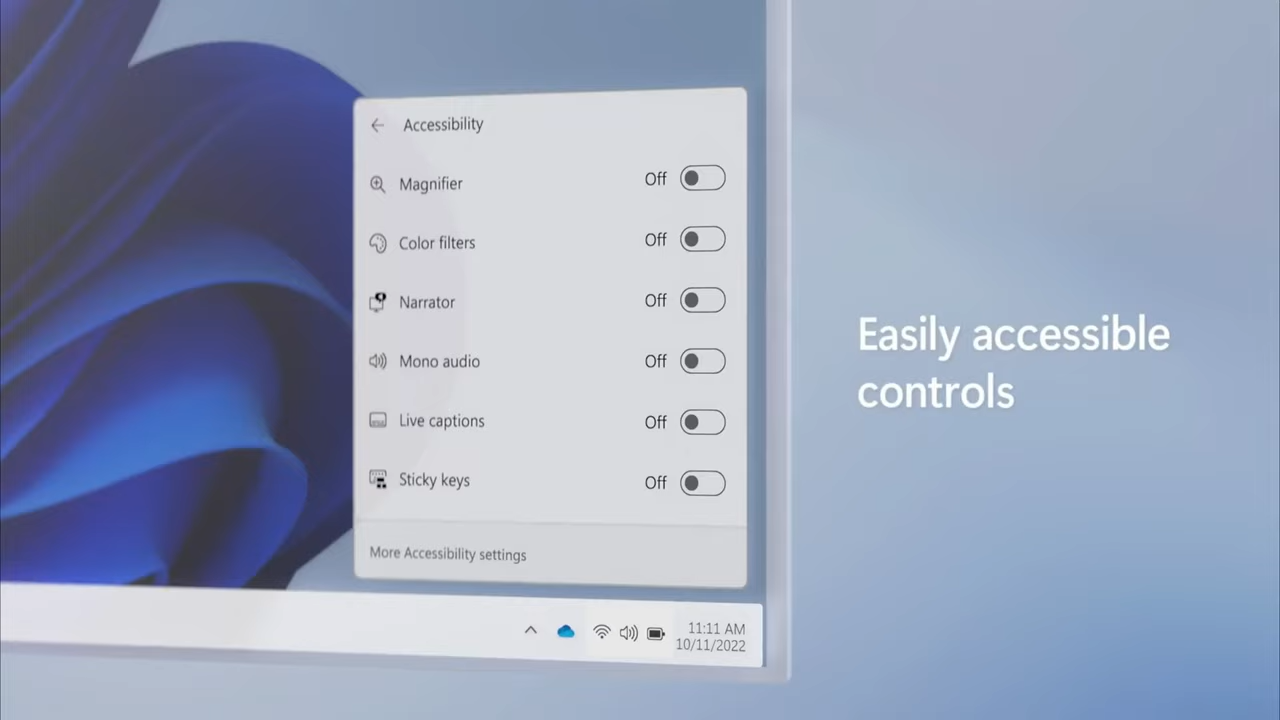 Accessibility
Magnifier Off
Color filters Off
Narrator Off
Mono audio Off
Live captions Off
Sticky keys Off
More Accessibility settings
11:11 AM
10/11/2022
Easily accessible
controls